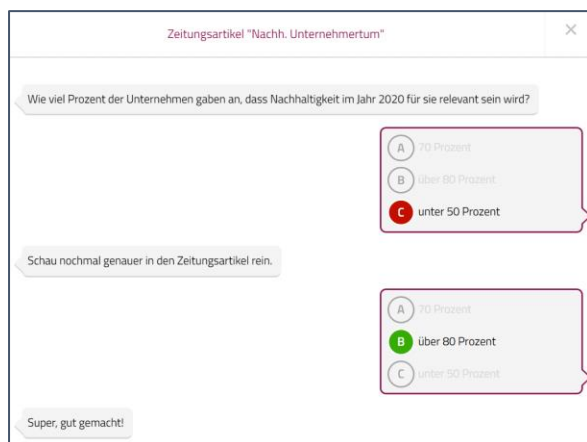 Zeitungsartikel "Nachh. Unternehmertum"
Wie viel Prozent der Unternehmen gaben an, dass Nachhaltigkeit im Jahr 2020 für sie relevant sein wird?
A 70 Prozent
B über 80 Prozent
C unter 50 Prozent
Schau nochmal genauer in den Zeitungsartikel rein.
A 70 Prozent
B über 80 Prozent
C unter 50 Prozent
Super, gut gemacht!